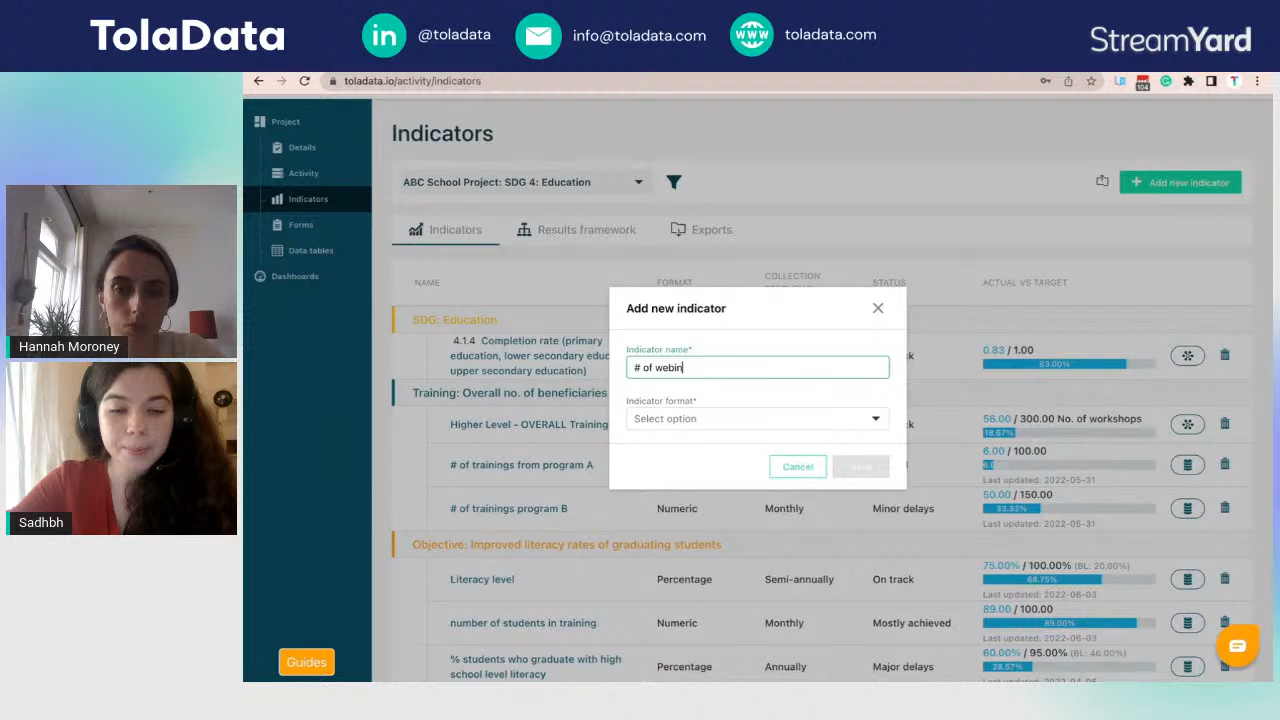 TolaData
in @toladata
info@toladata.com
www toladata.com
StreamYard
toladata.io/activity/indicators
104
T
Project
Details
Activity
Indicators
Forms
Data tables
Dashboards
Guides
Hannah Moroney
Sadhbh
Indicators
ABC School Project: SDG 4: Education
+ Add new indicator
Indicators Results framework Exports
NAME FORMAT COLLECTION STATUS ACTUAL VS TARGET
SDG: Education
4.1.4 Completion rate (primary
education, lower secondary educ
upper secondary education)
0.83 / 1.00
83.00%
Training: Overall no. of beneficiaries
Higher Level - OVERALL Training
56.00 / 300.00 No. of workshops
18.67%
# of trainings from program A
6.00 / 100.00
Last updated: 2022-05-31
# of trainings program B Numeric Monthly Minor delays
50.00 / 150.00
33.33%
Last updated: 2022-05-31
Objective: Improved literacy rates of graduating students
Literacy level Percentage Semi-annually On track
75.00% / 100.00% (BL: 20.00%)
68.75%
Last updated: 2022-06-03
number of students in training Numeric Monthly Mostly achieved
89.00 / 100.00
89.00%
Last updated: 2022-06-03
% students who graduate with high
school level literacy
Percentage Annually Major delays
60.00% / 95.00% (BL: 46.00%)
28.57%
Add new indicator
Indicator name*
# of webin
Indicator format*
Select option
Cancel